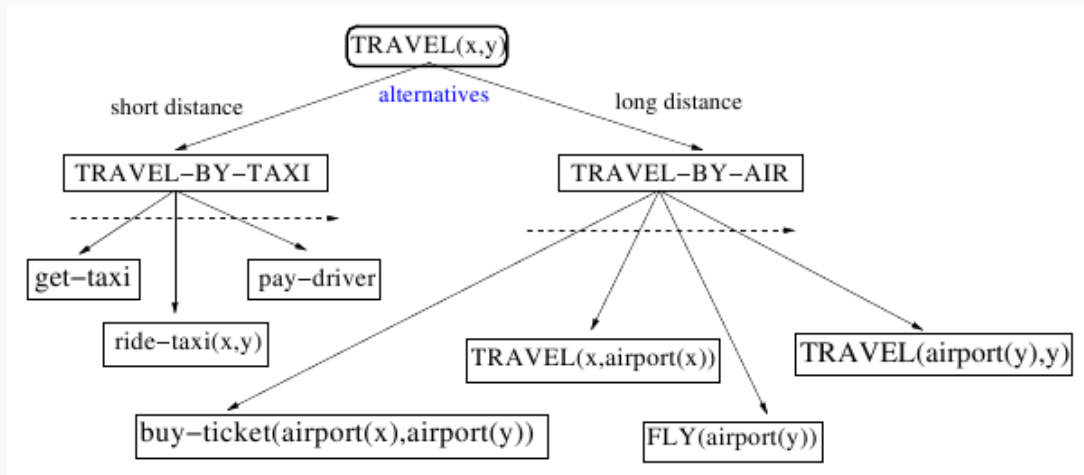 TRAVEL(x,y)
alternatives
short distance
long distance
TRAVEL−BY−TAXI
TRAVEL−BY−AIR
get−taxi
pay−driver
ride−taxi(x,y)
TRAVEL(x,airport(x))
TRAVEL(airport(y),y)
buy−ticket(airport(x),airport(y))
FLY(airport(y))